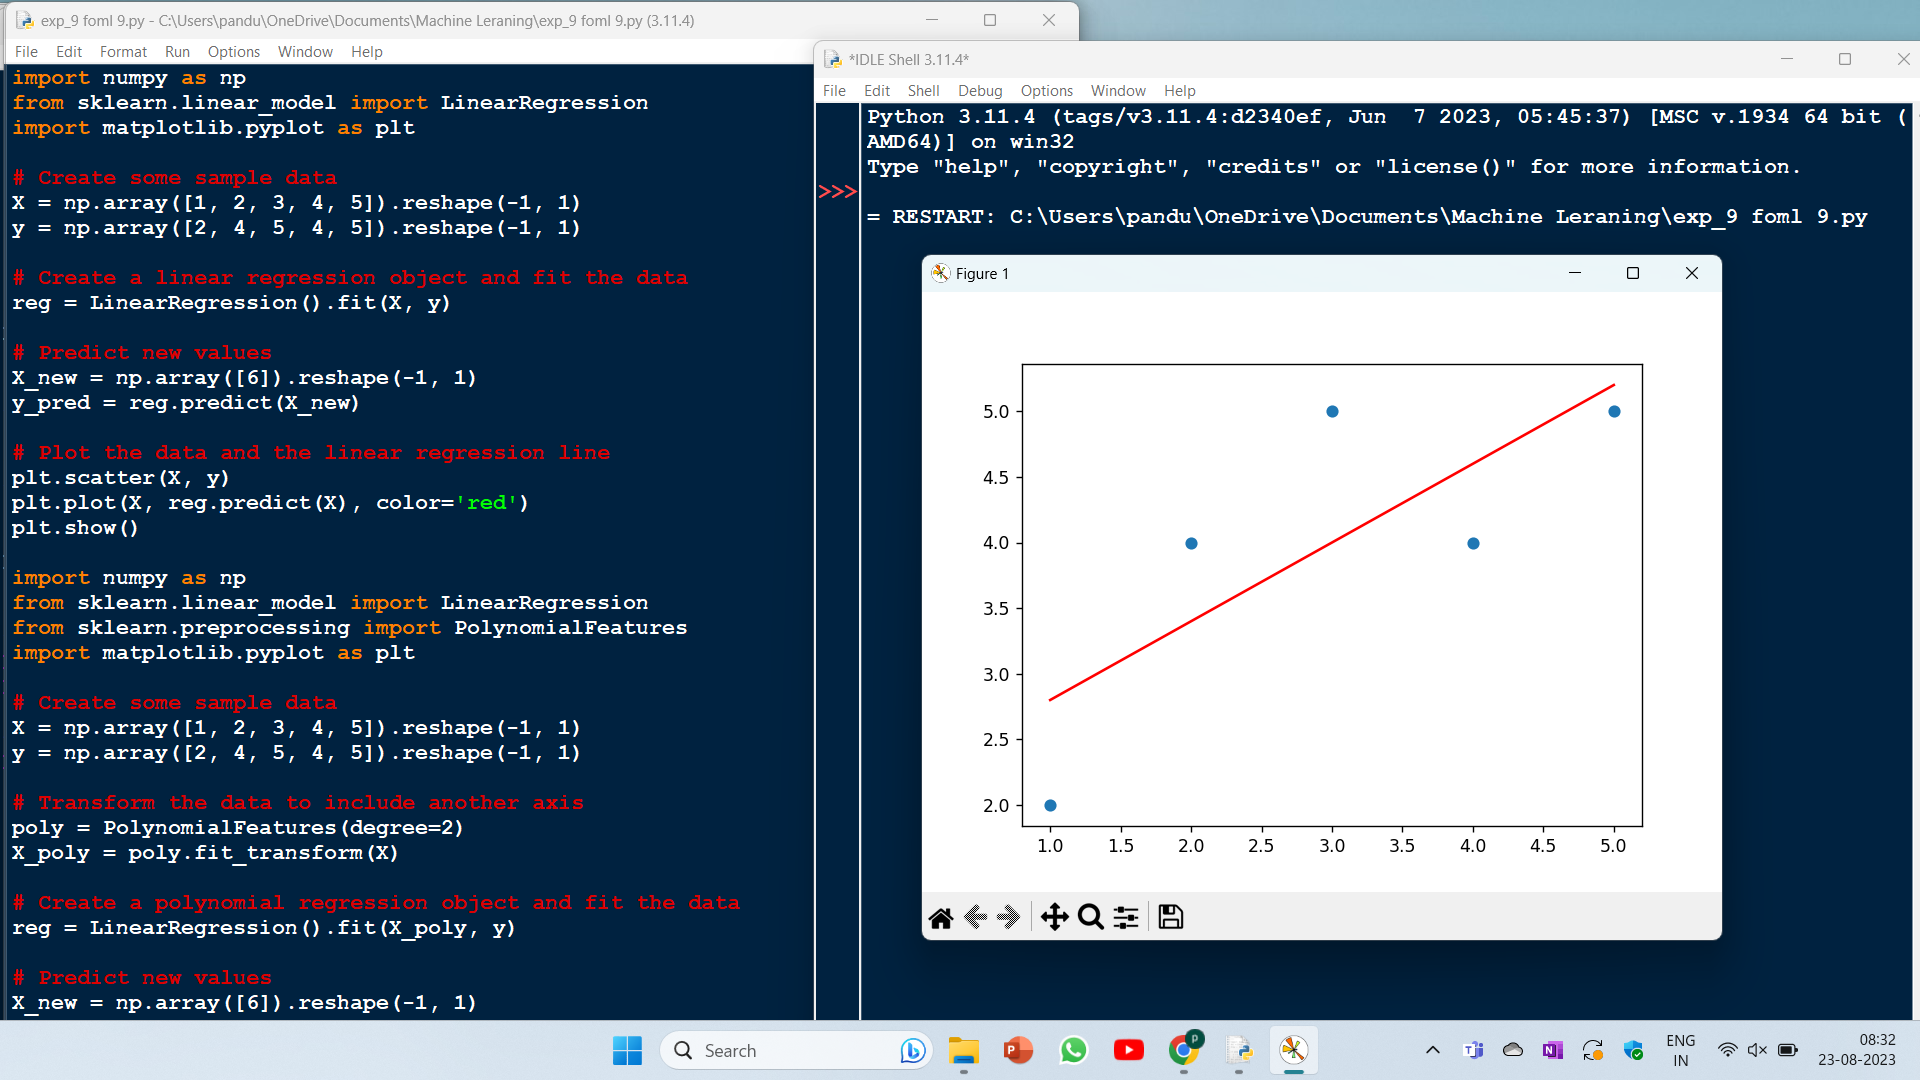 exp_9 foml 9.py - C:\Users\pandu\OneDrive\Documents\Machine Leraning\exp_9 foml 9.py (3.11.4)
File Edit Format Run Options Window Help
import numpy as np
from sklearn.linear_model import LinearRegression
import matplotlib.pyplot as plt
# Create some sample data
X = np.array([1, 2, 3, 4, 5]).reshape(-1, 1)
y = np.array([2, 4, 5, 4, 5]).reshape(-1, 1)
# Create a linear regression object and fit the data
reg = LinearRegression().fit(X, y)
# Predict new values
X_new = np.array([6]).reshape(-1, 1)
y_pred = reg.predict(X_new)
# Plot the data and the linear regression line
plt.scatter(X, y)
plt.plot(X, reg.predict(X), color='red')
plt.show()
import numpy as np
from sklearn.linear_model import LinearRegression
from sklearn.preprocessing import PolynomialFeatures
import matplotlib.pyplot as plt
# Create some sample data
X = np.array([1, 2, 3, 4, 5]).reshape(-1, 1)
y = np.array([2, 4, 5, 4, 5]).reshape(-1, 1)
# Transform the data to include another axis
poly = PolynomialFeatures(degree=2)
X_poly = poly.fit_transform(X)
# Create a polynomial regression object and fit the data
reg = LinearRegression().fit(X_poly, y)
# Predict new values
X_new = np.array([6]).reshape(-1, 1)
*IDLE Shell 3.11.4*
File Edit Shell Debug Options Window Help
Python 3.11.4 (tags/v3.11.4:d2340ef, Jun  7 2023, 05:45:37) [MSC v.1934 64 bit (
AMD64)] on win32
Type "help", "copyright", "credits" or "license()" for more information.
>>>
= RESTART: C:\Users\pandu\OneDrive\Documents\Machine Leraning\exp_9 foml 9.py
Figure 1
5.0
4.5
4.0
3.5
3.0
2.5
2.0
1.0 1.5 2.0 2.5 3.0 3.5 4.0 4.5 5.0
Search
ENG
IN
08:32
23-08-2023